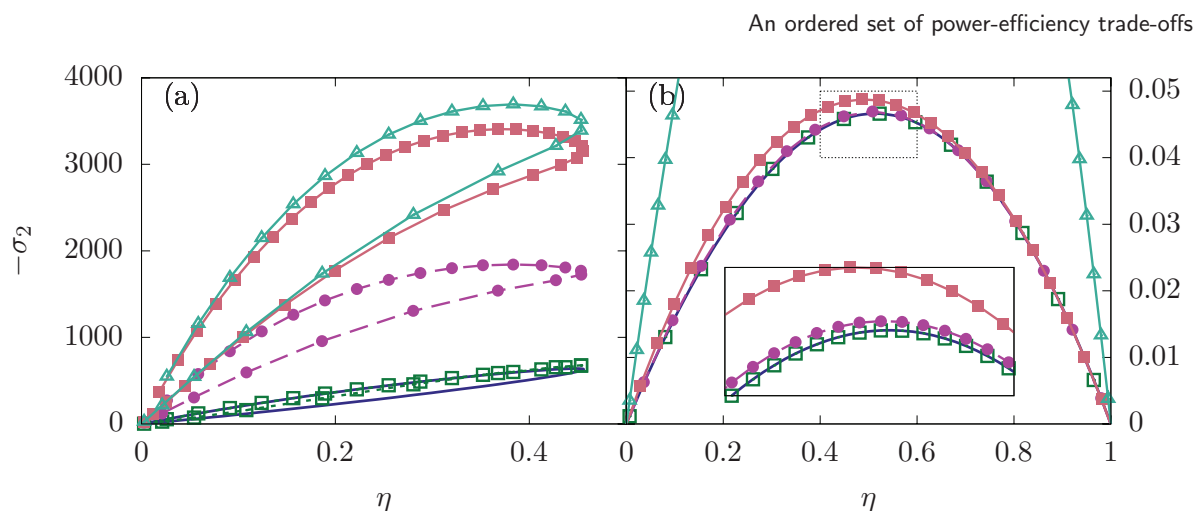 An ordered set of power-efficiency trade-offs
(a)
(b)
−σ₂
4000
3000
2000
1000
0
0 0.2 0.4
η
0.05
0.04
0.03
0.02
0.01
0
0 0.2 0.4 0.6 0.8 1
η